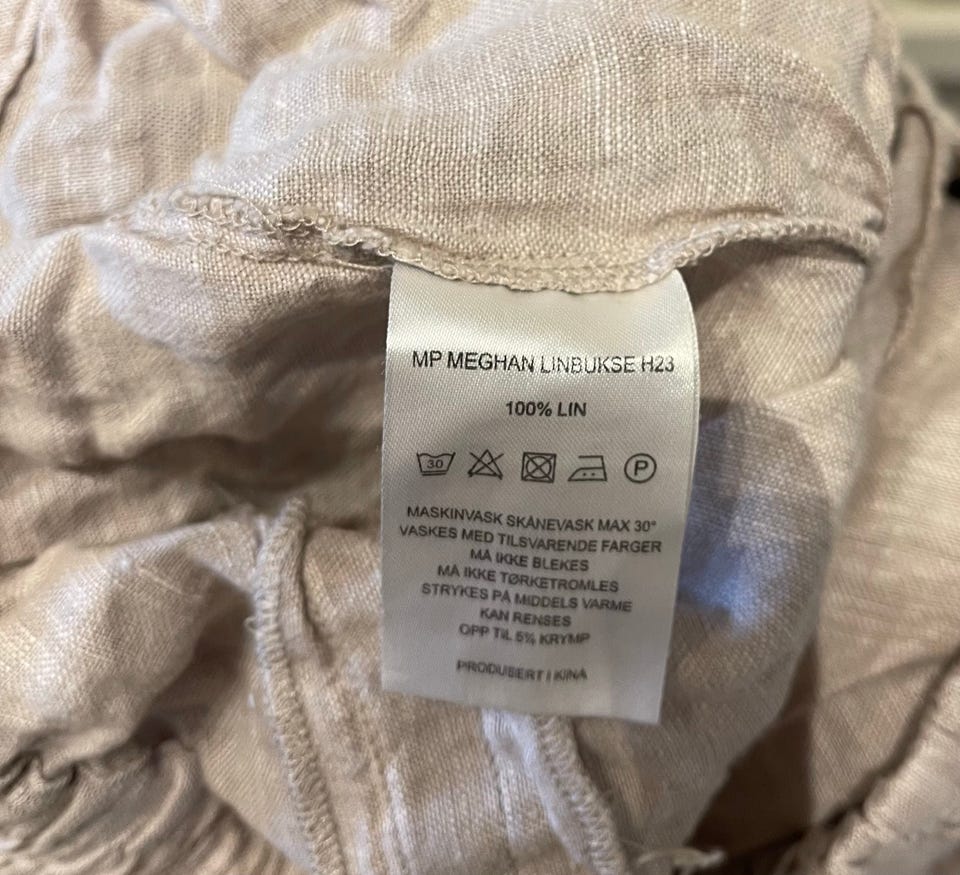 MP MEGHAN LINBUKSE H23
100% LIN
30 P
MASKINVASK SKÅNEVASK MAX 30°
VASKES MED TILSVARENDE FARGER
MÅ IKKE BLEKES
MÅ IKKE TØRKETROMLES
STRYKES PÅ MIDDELS VARME
KAN RENSES
OPP TIL 5% KRYMP
PRODUSERT I KINA